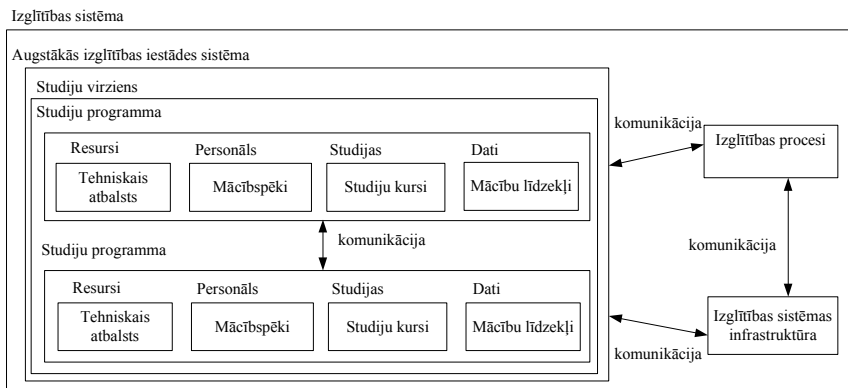 Izglītības sistēma
Augstākās izglītības iestādes sistēma
Studiju virziens
Studiju programma
Resursi
Personāls
Studijas
Dati
Tehniskais
atbalsts
Mācībspēki
Studiju kursi
Mācību līdzekļi
komunikācija
Studiju programma
Resursi
Personāls
Studijas
Dati
Tehniskais
atbalsts
Mācībspēki
Studiju kursi
Mācību līdzekļi
komunikācija
Izglītības procesi
komunikācija
Izglītības sistēmas
infrastruktūra
komunikācija